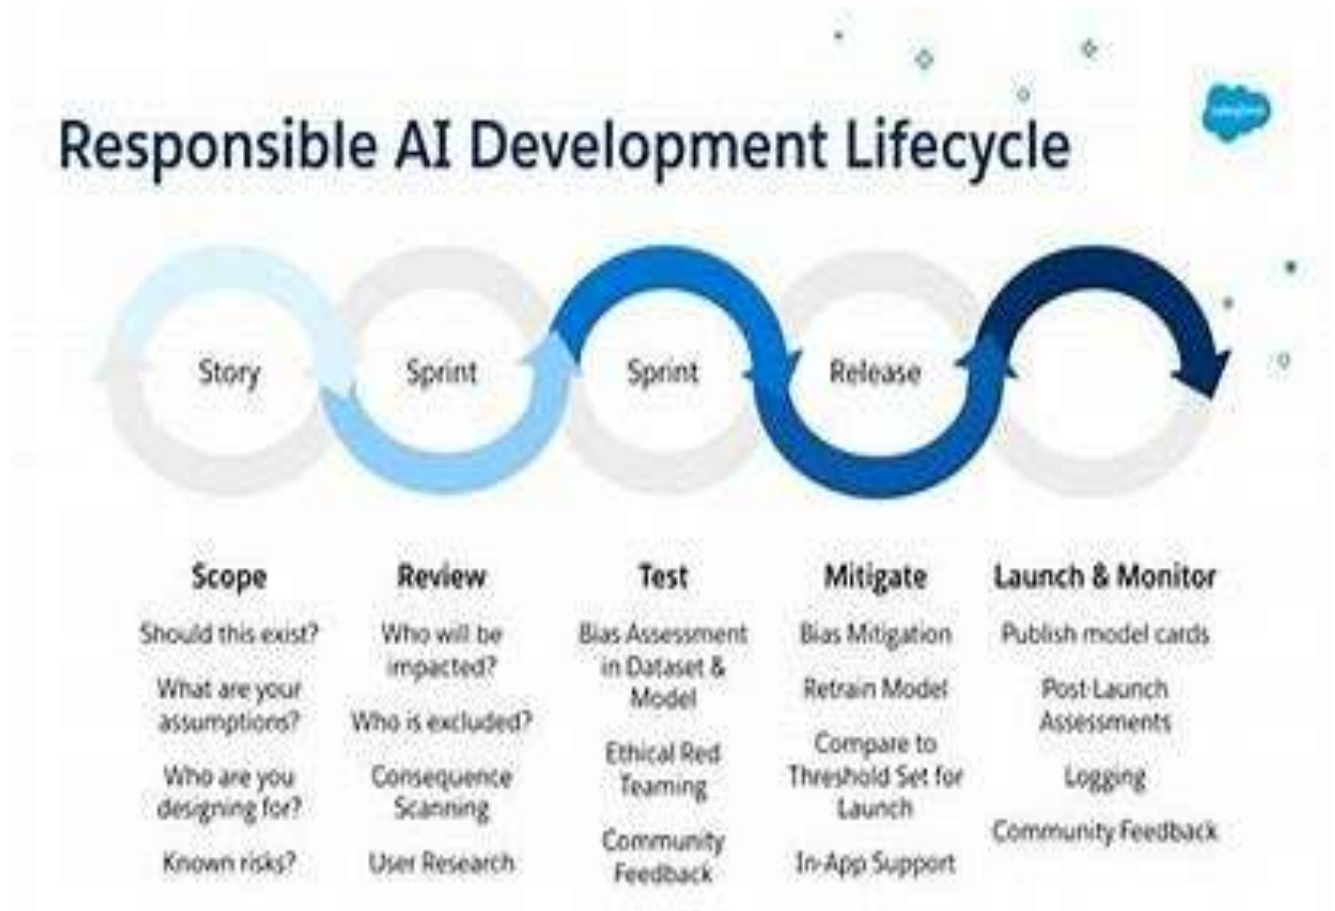 Responsible AI Development Lifecycle
salesforce
Story
Sprint
Sprint
Release
Scope
Should this exist?
What are your
assumptions?
Who are you
designing for?
Known risks?
Review
Who will be
impacted?
Who is excluded?
Consequence
Scanning
User Research
Test
Bias Assessment
in Dataset &
Model
Ethical Red
Teaming
Community
Feedback
Mitigate
Bias Mitigation
Retrain Model
Compare to
Threshold Set for
Launch
In-App Support
Launch & Monitor
Publish model cards
Post-Launch
Assessments
Logging
Community Feedback